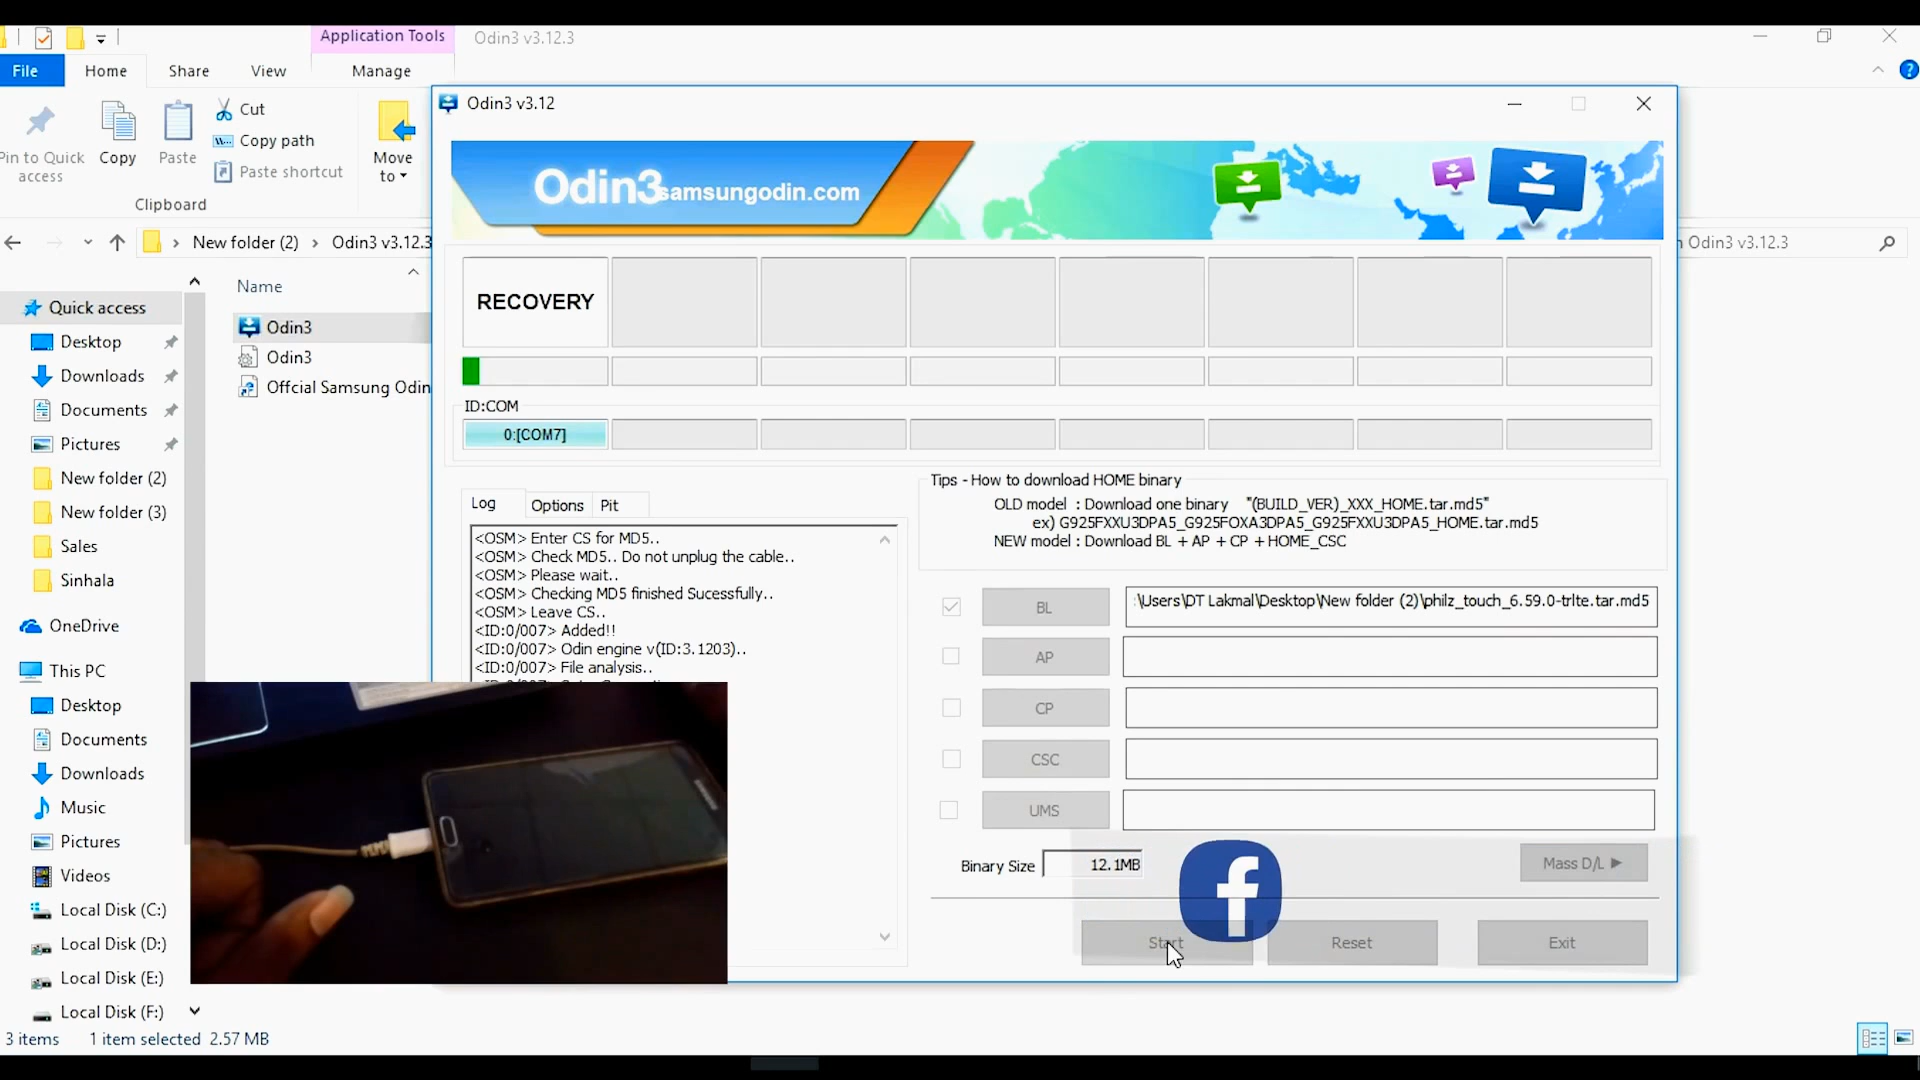 Application Tools
Odin3 v3.12.3
File
Home
Share
View
Manage
Pin to Quick access
Copy
Paste
Cut
Copy path
Paste shortcut
Move to
Clipboard
New folder (2) › Odin3 v3.12.3
Odin3 v3.12.3
Name
Odin3
Odin3
Offcial Samsung Odin
Quick access
Desktop
Downloads
Documents
Pictures
New folder (2)
New folder (3)
Sales
Sinhala
OneDrive
This PC
Desktop
Documents
Downloads
Music
Pictures
Videos
Local Disk (C:)
Local Disk (D:)
Local Disk (E:)
Local Disk (F:)
3 items 1 item selected 2.57 MB
Odin3 v3.12
Odin3 samsungodin.com
RECOVERY
ID:COM
0:[COM7]
Log
Options
Pit
<OSM> Enter CS for MD5..
<OSM> Check MD5.. Do not unplug the cable..
<OSM> Please wait..
<OSM> Checking MD5 finished Sucessfully..
<OSM> Leave CS..
<ID:0/007> Added!!
<ID:0/007> Odin engine v(ID:3.1203)..
<ID:0/007> File analysis..
Tips - How to download HOME binary
OLD model : Download one binary "(BUILD_VER)_XXX_HOME.tar.md5"
ex) G925FXXU3DPA5_G925FOXA3DPA5_G925FXXU3DPA5_HOME.tar.md5
NEW model : Download BL + AP + CP + HOME_CSC
BL
:\Users\DT Lakmal\Desktop\New folder (2)\philz_touch_6.59.0-trlte.tar.md5
AP
CP
CSC
UMS
Binary Size 12.1MB
Mass D/L
Start
Reset
Exit
f